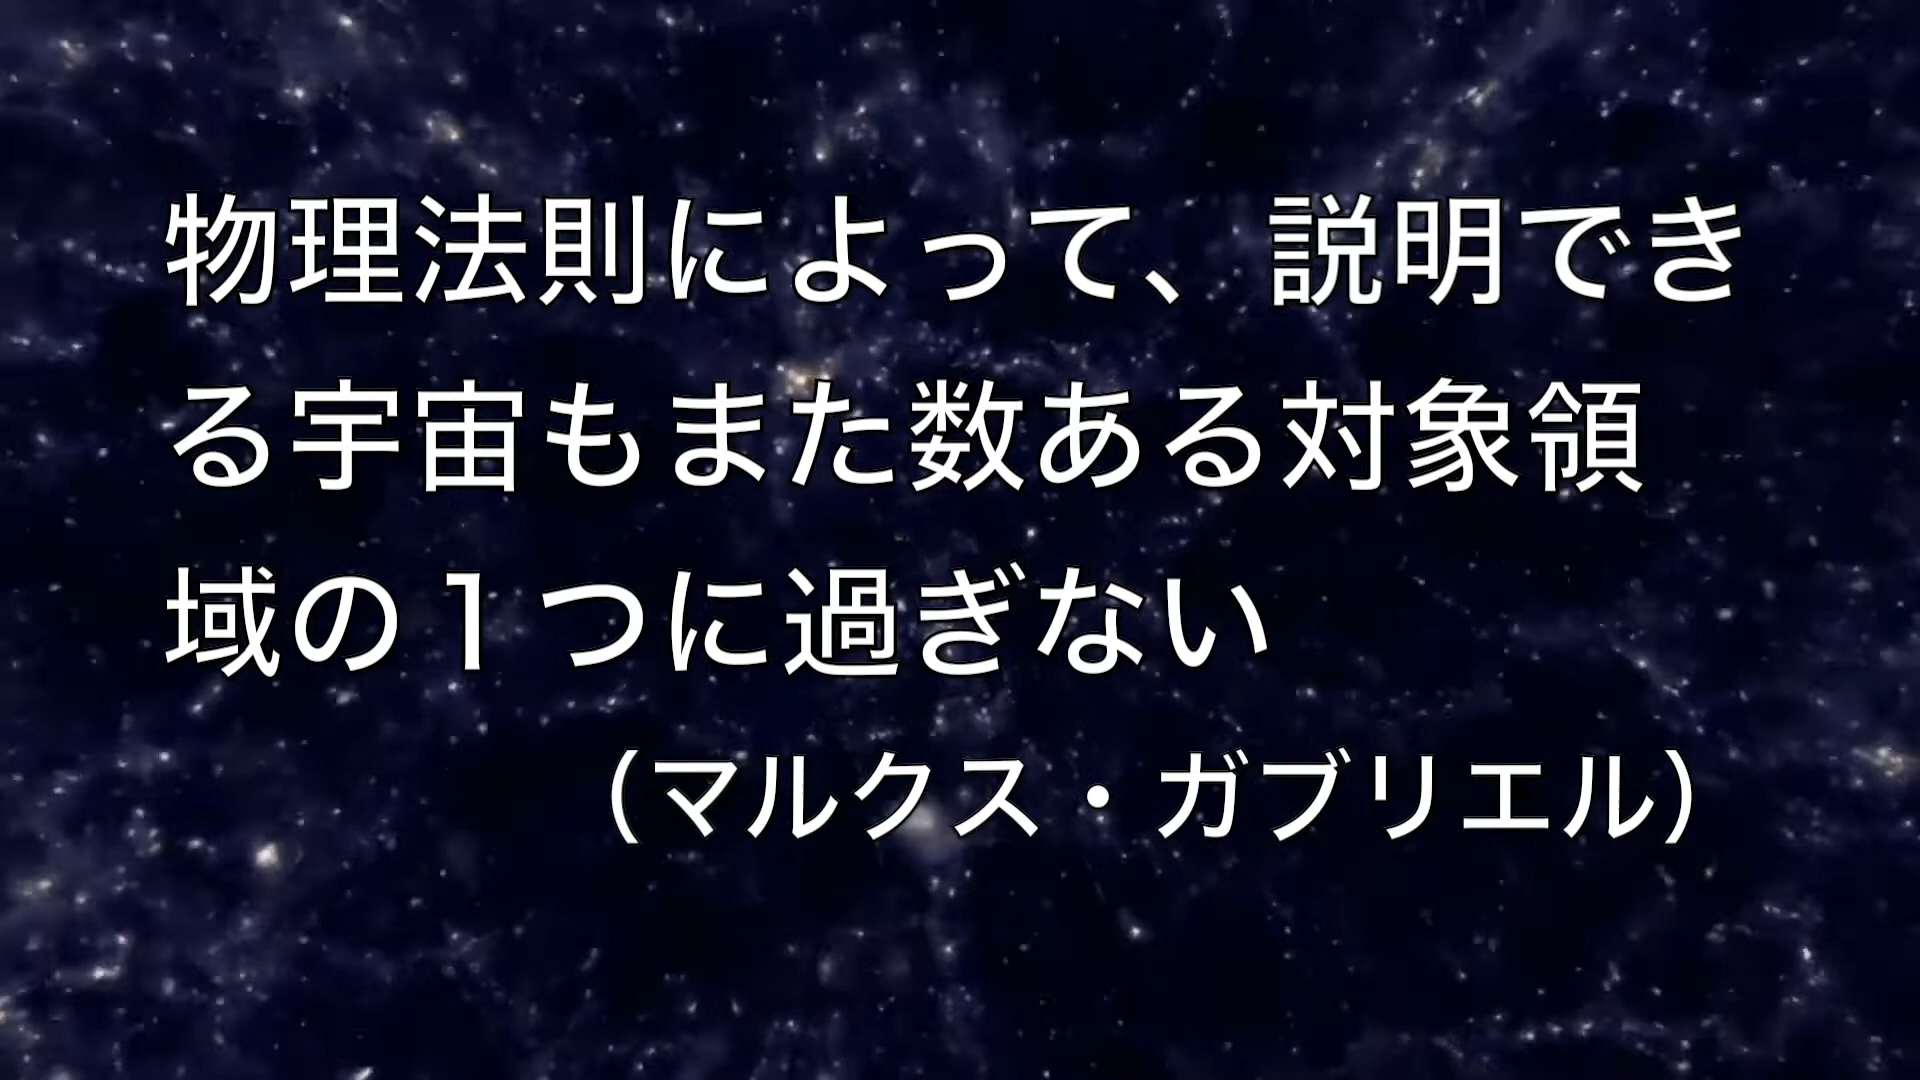 物理法則によって、説明でき
る宇宙もまた数ある対象領
域の１つに過ぎない
（マルクス・ガブリエル）